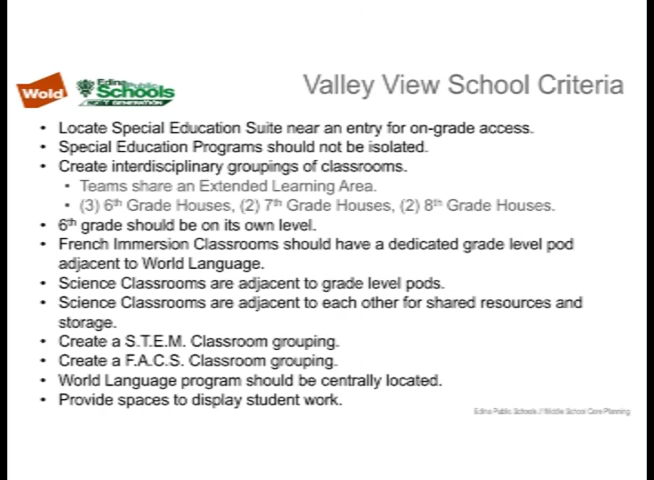 Wold
Edina Public
Schools
NEXT GENERATION
Valley View School Criteria
• Locate Special Education Suite near an entry for on-grade access.
• Special Education Programs should not be isolated.
• Create interdisciplinary groupings of classrooms.
• Teams share an Extended Learning Area.
• (3) 6th Grade Houses, (2) 7th Grade Houses, (2) 8th Grade Houses.
• 6th grade should be on its own level.
• French Immersion Classrooms should have a dedicated grade level pod
adjacent to World Language.
• Science Classrooms are adjacent to grade level pods.
• Science Classrooms are adjacent to each other for shared resources and
storage.
• Create a S.T.E.M. Classroom grouping.
• Create a F.A.C.S. Classroom grouping.
• World Language program should be centrally located.
• Provide spaces to display student work.
Edina Public Schools // Middle School Core Planning